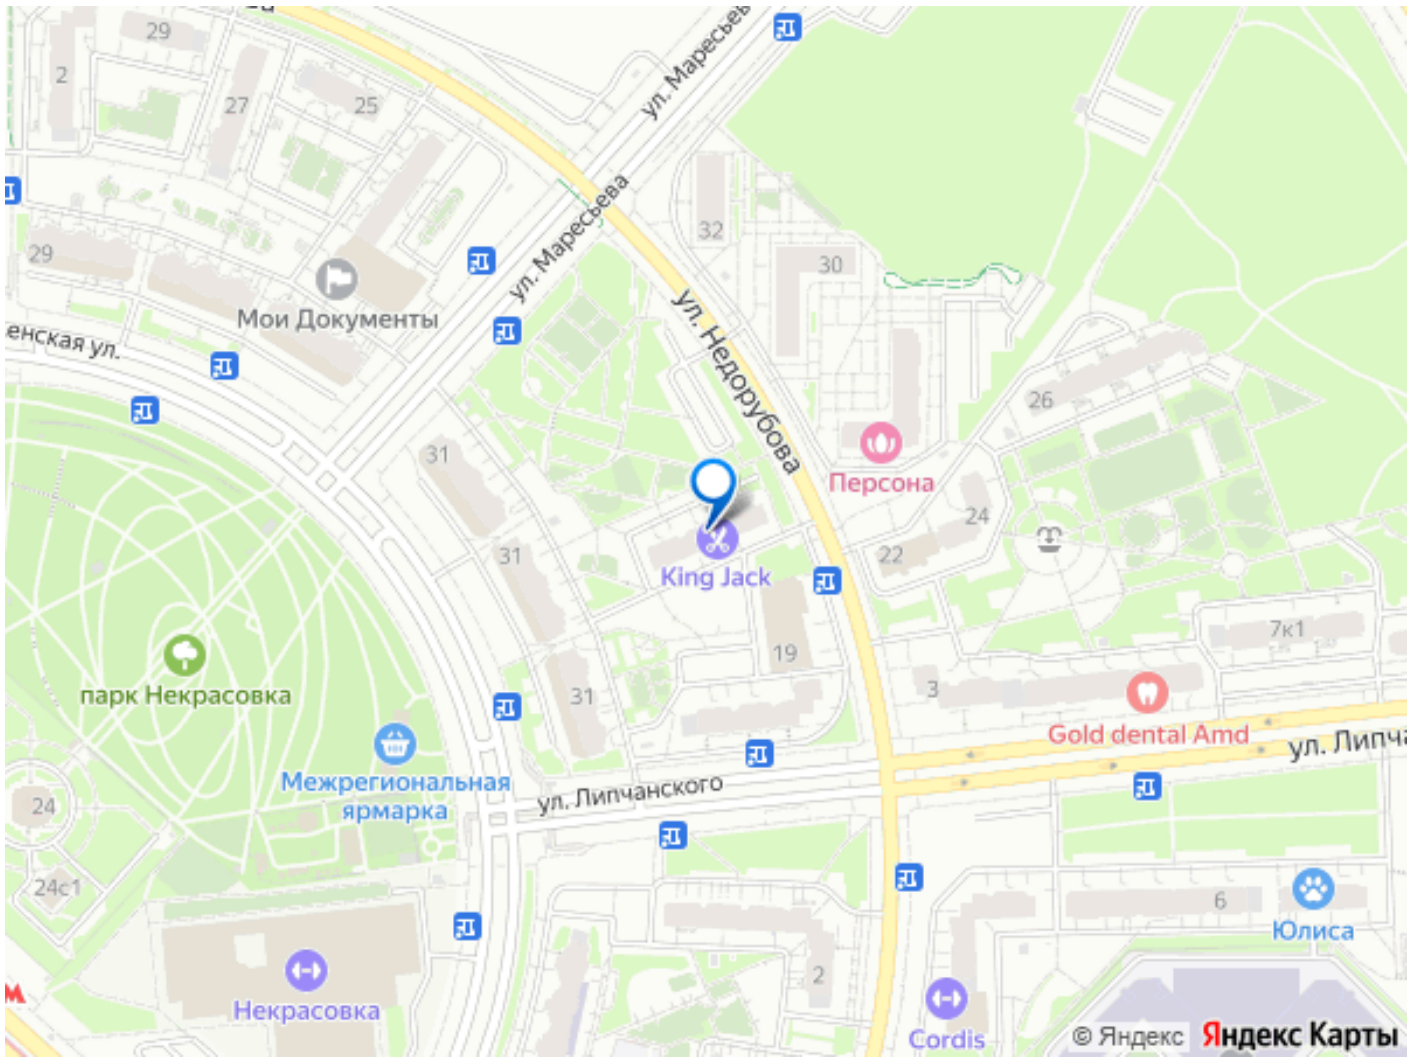 29
2
27
25
ул. Маресьев
ул. Маресьева
32
30
29
Мои Документы
енская ул.
ул. Недорубова
26
31
Персона
24
22
31
King Jack
7к1
19
3
31
парк Некрасовка
Gold dental Amd
ул. Липча
Межрегиональная
ярмарка
ул. Липчанского
24
24с1
6
Юлиса
2
Некрасовка
Cordis
© Яндекс Яндекс Карты